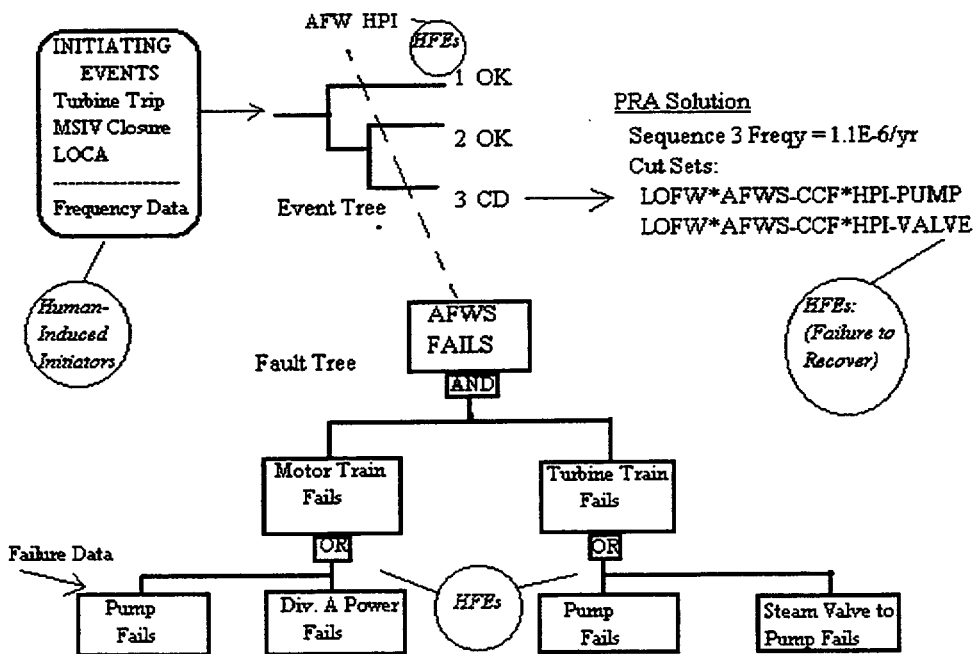 INITIATING
EVENTS
Turbine Trip
MSIV Closure
LOCA
Frequency Data
Human-
Induced
Initiators
AFW HPI
HFEs
1 OK
2 OK
3 CD
Event Tree
PRA Solution
Sequence 3 Freqy = 1.1E-6/yr
Cut Sets:
LOFW*AFWS-CCF*HPI-PUMP
LOFW*AFWS-CCF*HPI-VALVE
HFEs:
(Failure to
Recover)
AFWS
FAILS
Fault Tree
AND
Motor Train
Fails
Turbine Train
Fails
OR
OR
Failure Data
Pump
Fails
Div. A Power
Fails
HFEs
Pump
Fails
Steam Valve to
Pump Fails